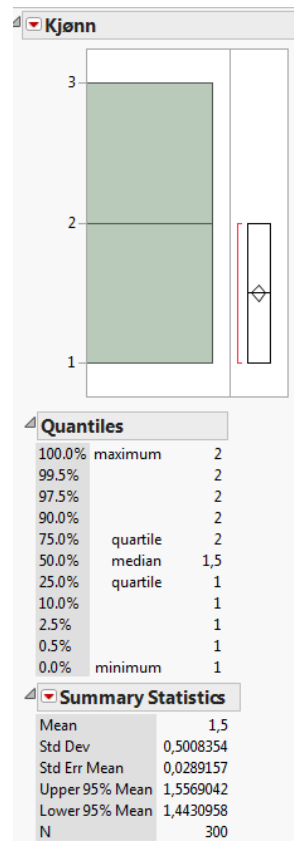 Kjønn
3
2
1
Quantiles
100.0% maximum 2
99.5% 2
97.5% 2
90.0% 2
75.0% quartile 2
50.0% median 1,5
25.0% quartile 1
10.0% 1
2.5% 1
0.5% 1
0.0% minimum 1
Summary Statistics
Mean 1,5
Std Dev 0,5008354
Std Err Mean 0,0289157
Upper 95% Mean 1,5569042
Lower 95% Mean 1,4430958
N 300